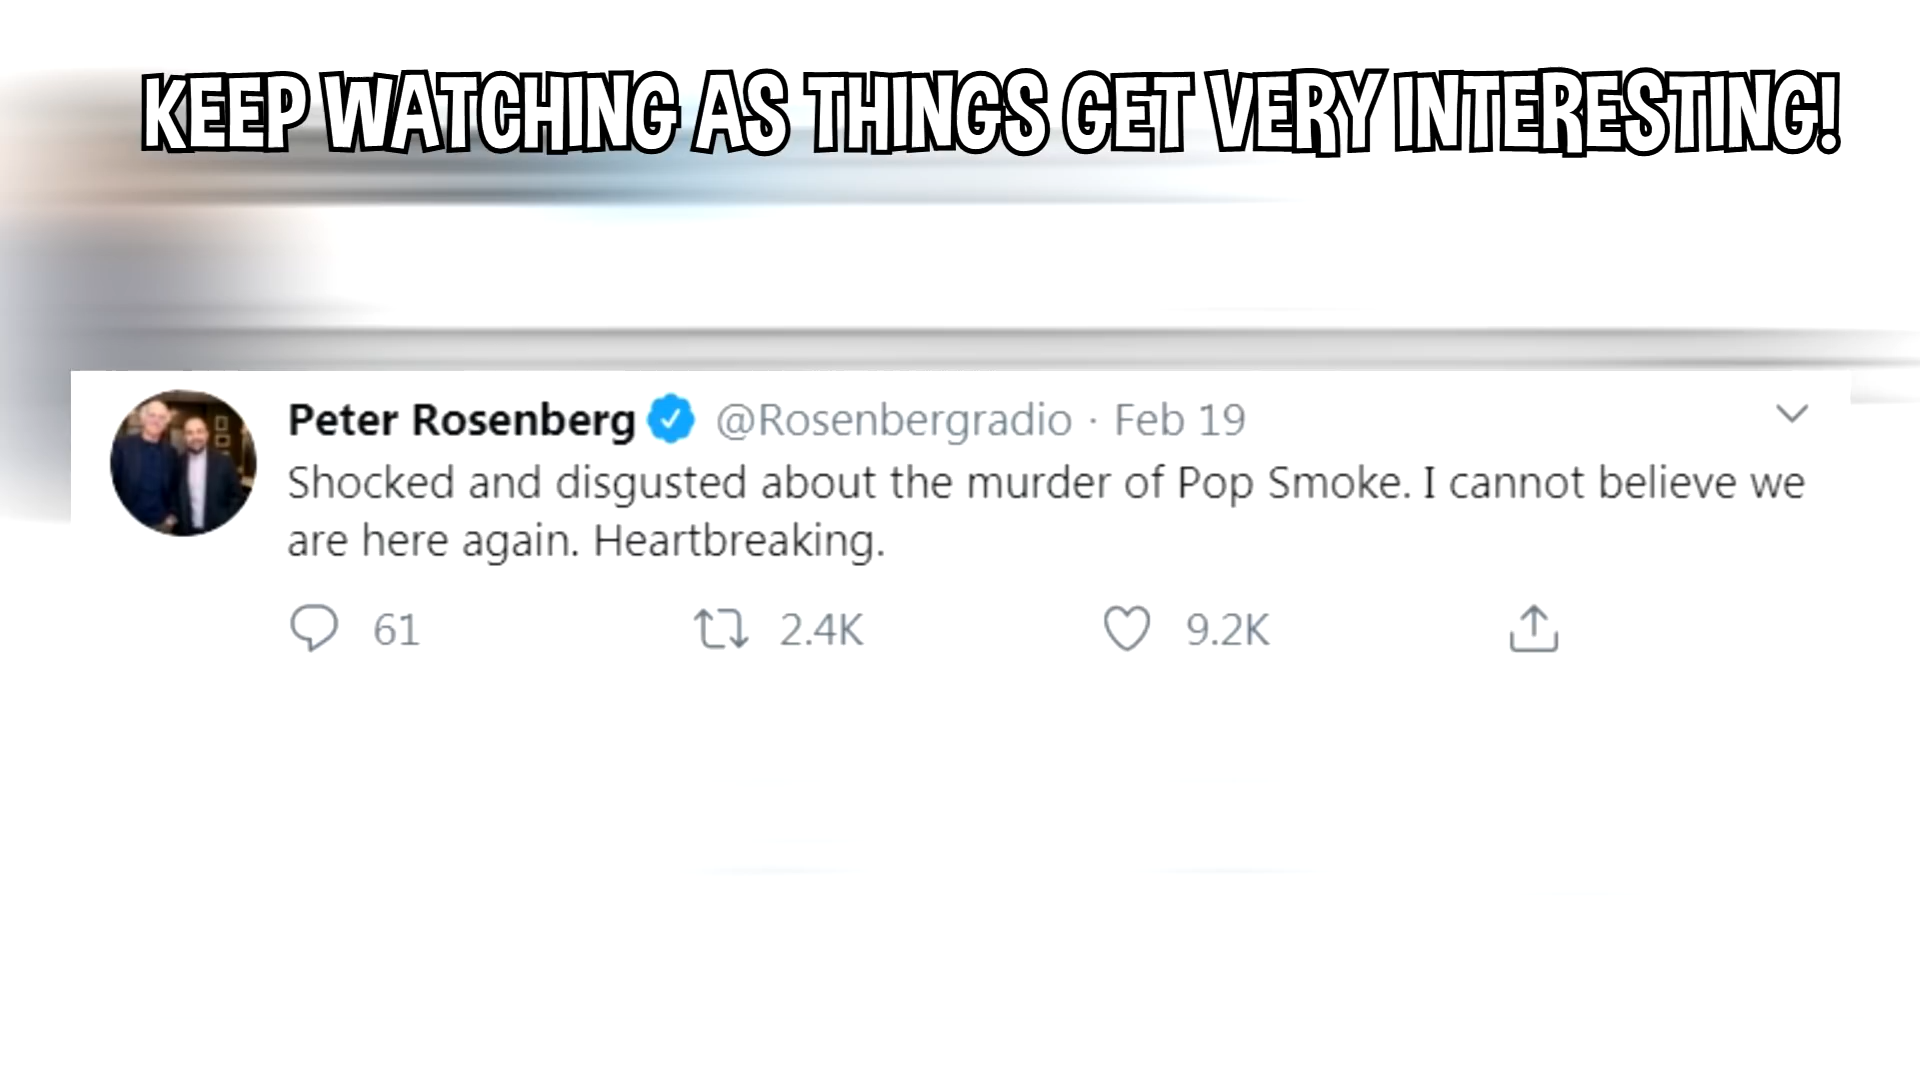 KEEP WATCHING AS THINGS GET VERY INTERESTING!
Peter Rosenberg @Rosenbergradio · Feb 19
Shocked and disgusted about the murder of Pop Smoke. I cannot believe we
are here again. Heartbreaking.
61 2.4K 9.2K